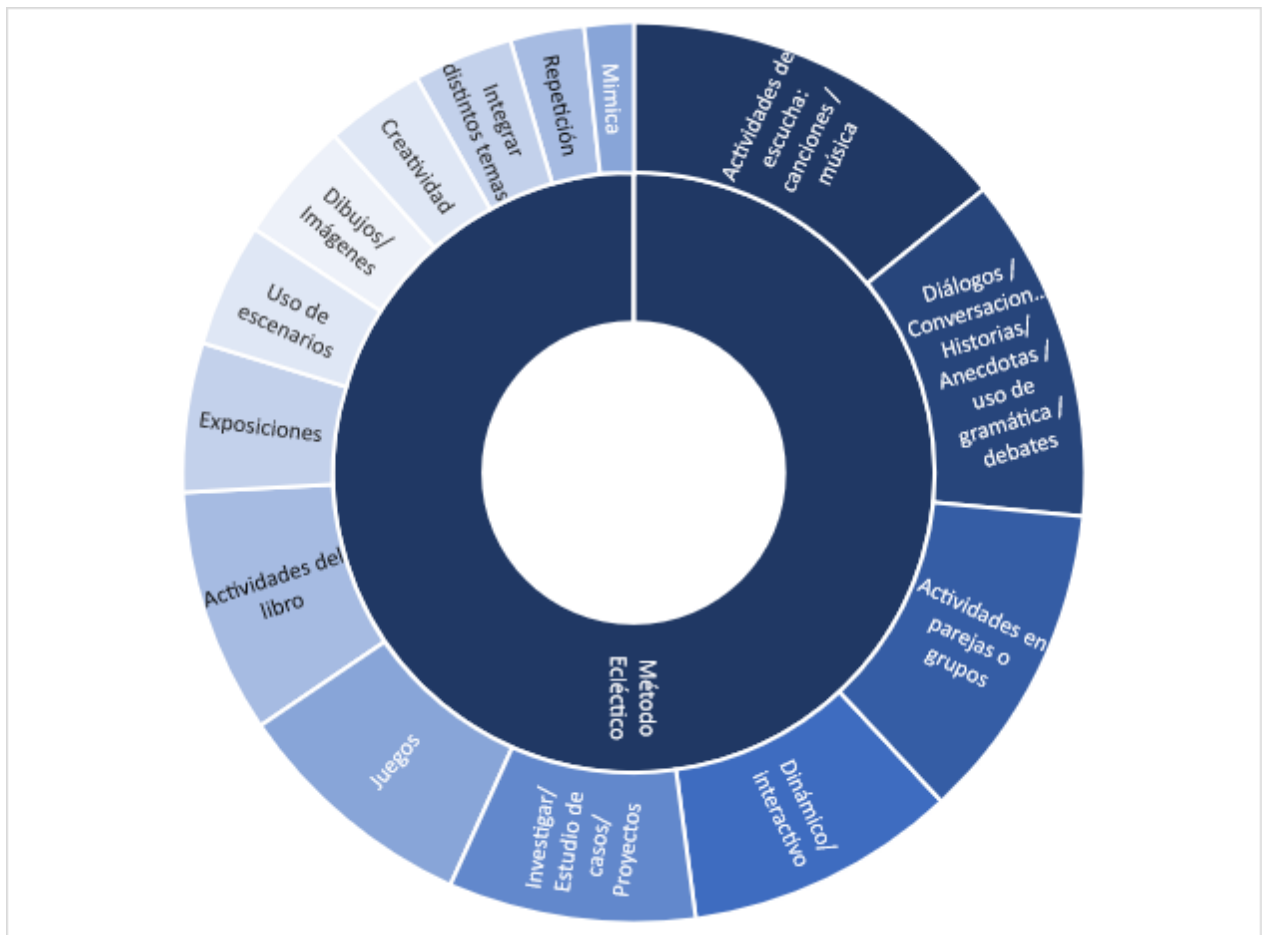 Actividades de
escucha:
canciones /
música
Diálogos /
Conversacion...
Historias/
Anecdotas /
uso de
gramática /
debates
Actividades en
parejas o
grupos
Dinámico/
interactivo
Investigar/
Estudio de
casos/
Proyectos
Juegos
Actividades del
libro
Exposiciones
Uso de
escenarios
Dibujos/
Imágenes
Creatividad
Integrar
distintos temas
Repetición
Mimica
Método
Ecléctico